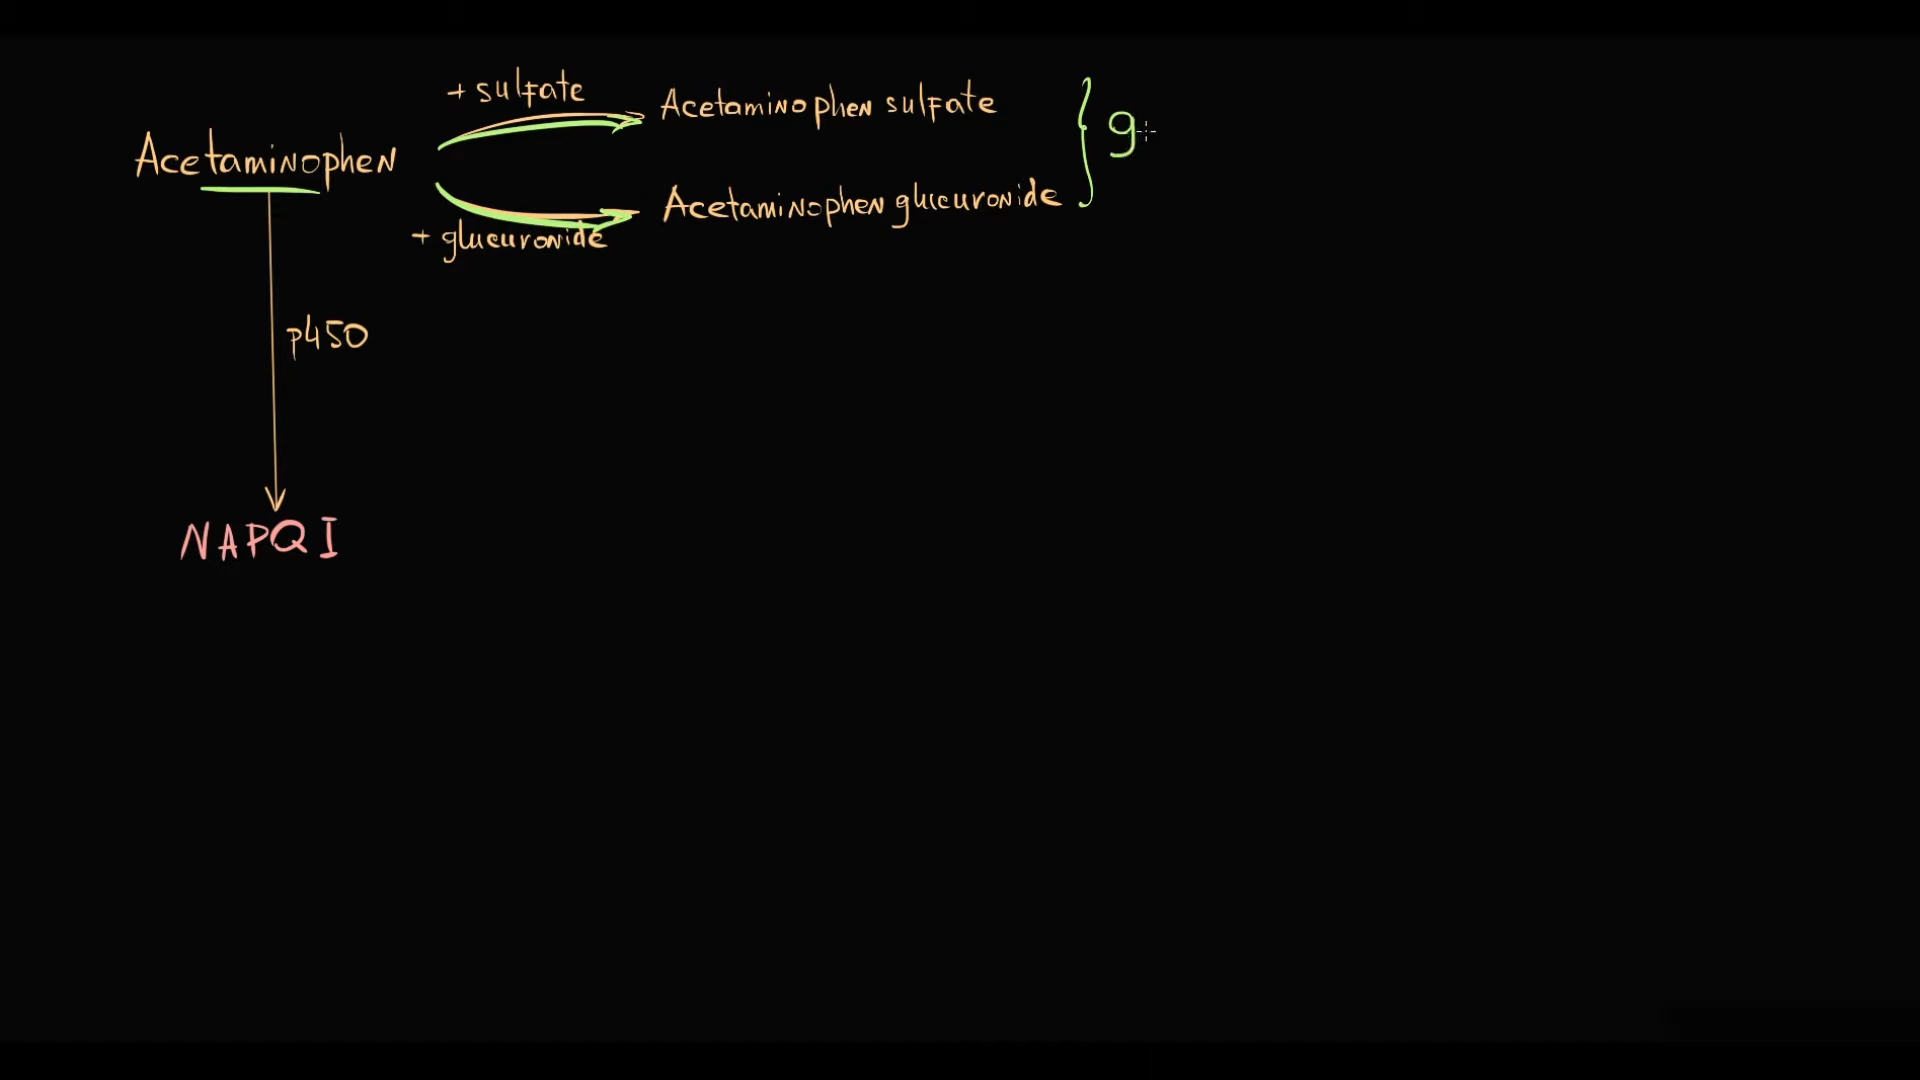 + sulfate
Acetaminophen sulfate
9
Acetaminophen
Acetaminophen glucuronide
+ glucuronide
p450
NAPQI